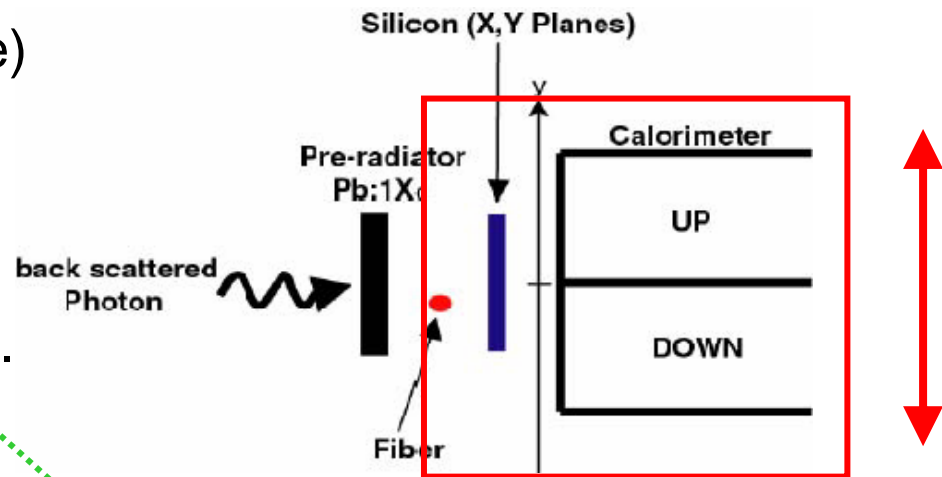 Silicon (X,Y Planes)
e)
y
Calorimeter
Pre-radiator
Pb:1X
UP
back scattered
Photon
DOWN
.
Fiber